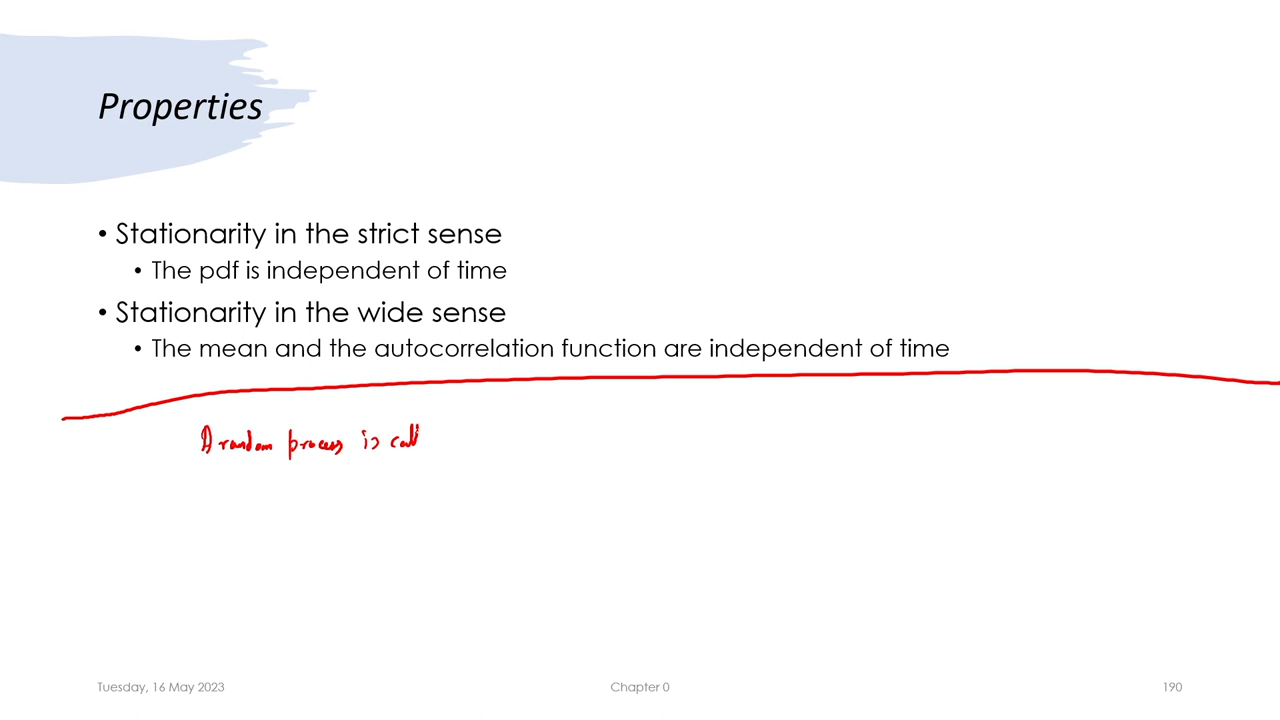 Properties
• Stationarity in the strict sense
• The pdf is independent of time
• Stationarity in the wide sense
• The mean and the autocorrelation function are independent of time
A random process is call
Tuesday, 16 May 2023
Chapter 0
190